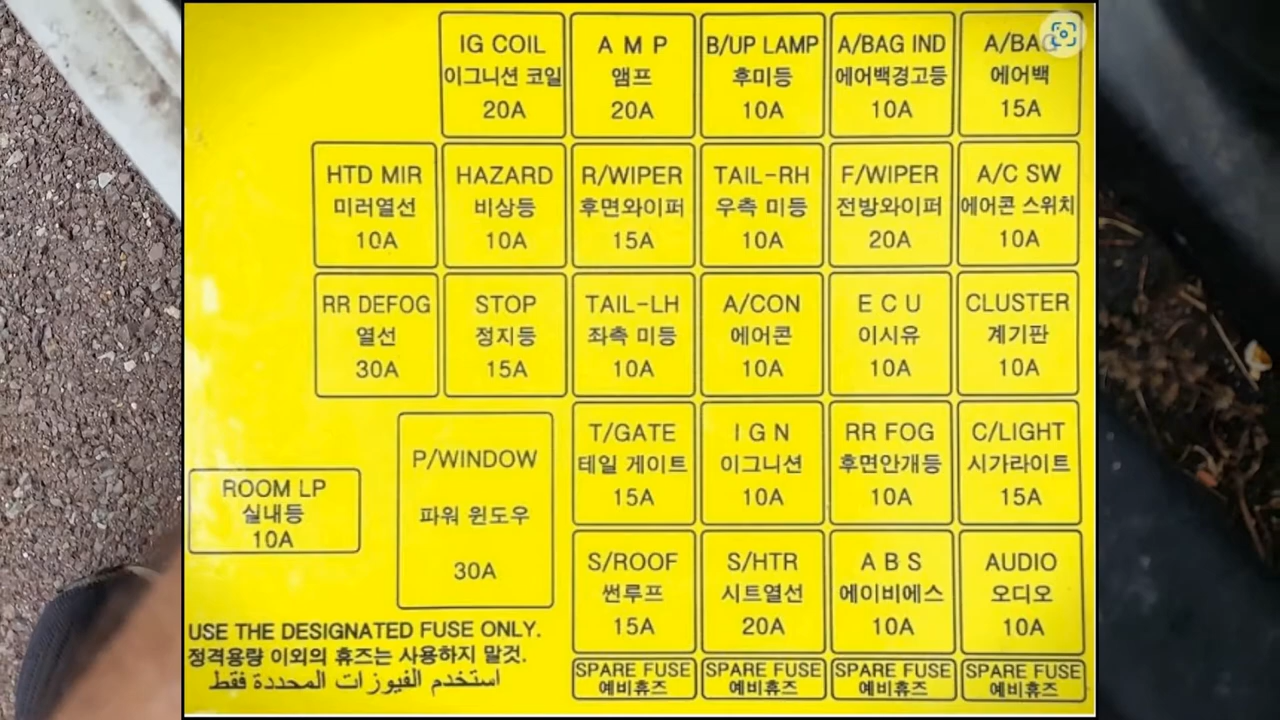 IG COIL
이그니션 코일
20A
A M P
앰프
20A
B/UP LAMP
후미등
10A
A/BAG IND
에어백경고등
10A
A/BAG
에어백
15A
HTD MIR
미러열선
10A
HAZARD
비상등
10A
R/WIPER
후면와이퍼
15A
TAIL-RH
우측 미등
10A
F/WIPER
전방와이퍼
20A
A/C SW
에어콘 스위치
10A
RR DEFOG
열선
30A
STOP
정지등
15A
TAIL-LH
좌측 미등
10A
A/CON
에어콘
10A
E C U
이시유
10A
CLUSTER
계기판
10A
ROOM LP
실내등
10A
P/WINDOW
파워 윈도우
30A
T/GATE
테일 게이트
15A
I G N
이그니션
10A
RR FOG
후면안개등
10A
C/LIGHT
시가라이트
15A
S/ROOF
썬루프
15A
S/HTR
시트열선
20A
A B S
에이비에스
10A
AUDIO
오디오
10A
SPARE FUSE
예비휴즈
SPARE FUSE
예비휴즈
SPARE FUSE
예비휴즈
SPARE FUSE
예비휴즈
USE THE DESIGNATED FUSE ONLY.
정격용량 이외의 휴즈는 사용하지 말것.
استخدم الفيوزات المحددة فقط